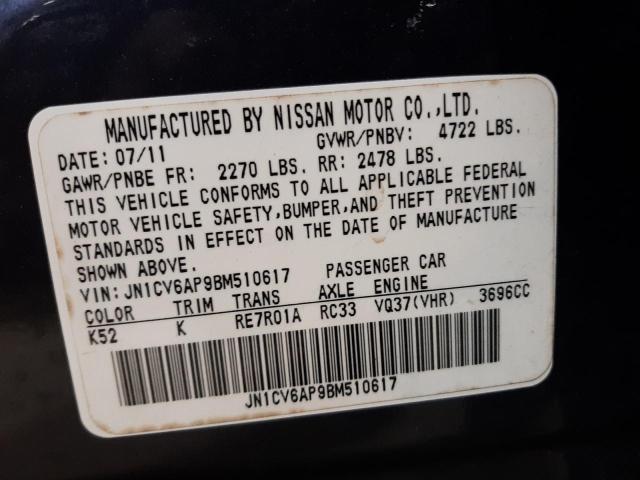 MANUFACTURED BY NISSAN MOTOR CO.,LTD.
DATE: 07/11 GVWR/PNBV: 4722 LBS.
GAWR/PNBE FR: 2270 LBS. RR: 2478 LBS.
THIS VEHICLE CONFORMS TO ALL APPLICABLE FEDERAL
MOTOR VEHICLE SAFETY,BUMPER,AND THEFT PREVENTION
STANDARDS IN EFFECT ON THE DATE OF MANUFACTURE
SHOWN ABOVE.
VIN: JN1CV6AP9BM510617 PASSENGER CAR
COLOR TRIM TRANS AXLE ENGINE
K52 K RE7R01A RC33 VQ37(VHR) 3696CC
JN1CV6AP9BM510617